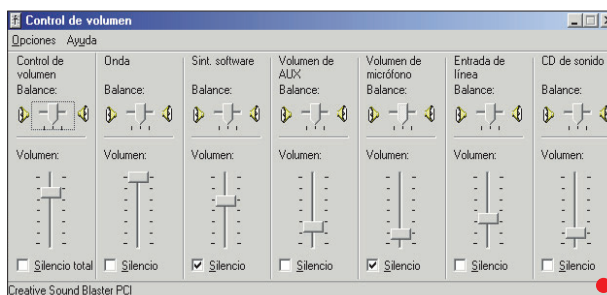 Control de volumen
Opciones Ayuda
Control de volumen
Balance:
Volumen:
Silencio total
Onda
Balance:
Volumen:
Silencio
Sint. software
Balance:
Volumen:
Silencio
Volumen de AUX
Balance:
Volumen:
Silencio
Volumen de micrófono
Balance:
Volumen:
Silencio
Entrada de línea
Balance:
Volumen:
Silencio
CD de sonido
Balance:
Volumen:
Silencio
Creative Sound Blaster PCI